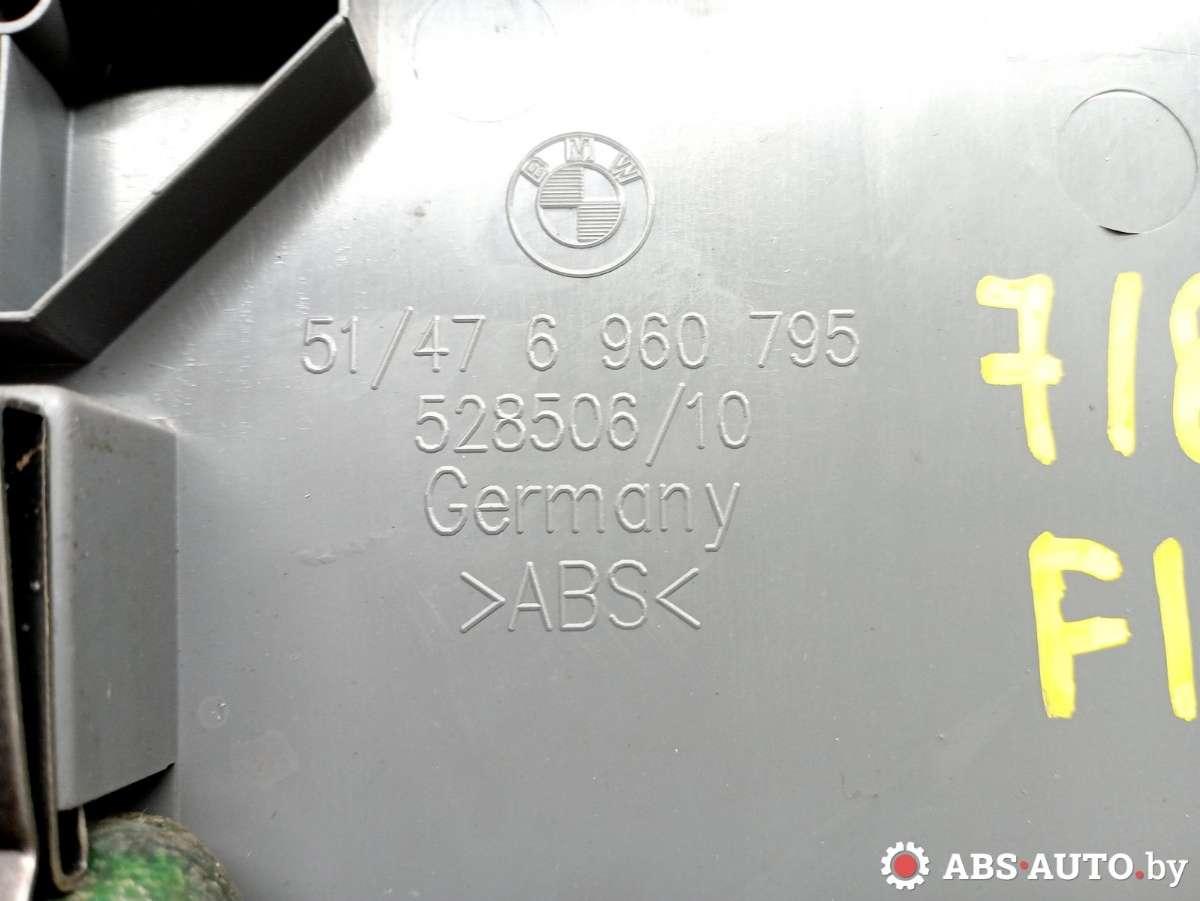 BMW
51/47 6 960 795
528506/10
Germany
>ABS<
ABS-AUTO.by